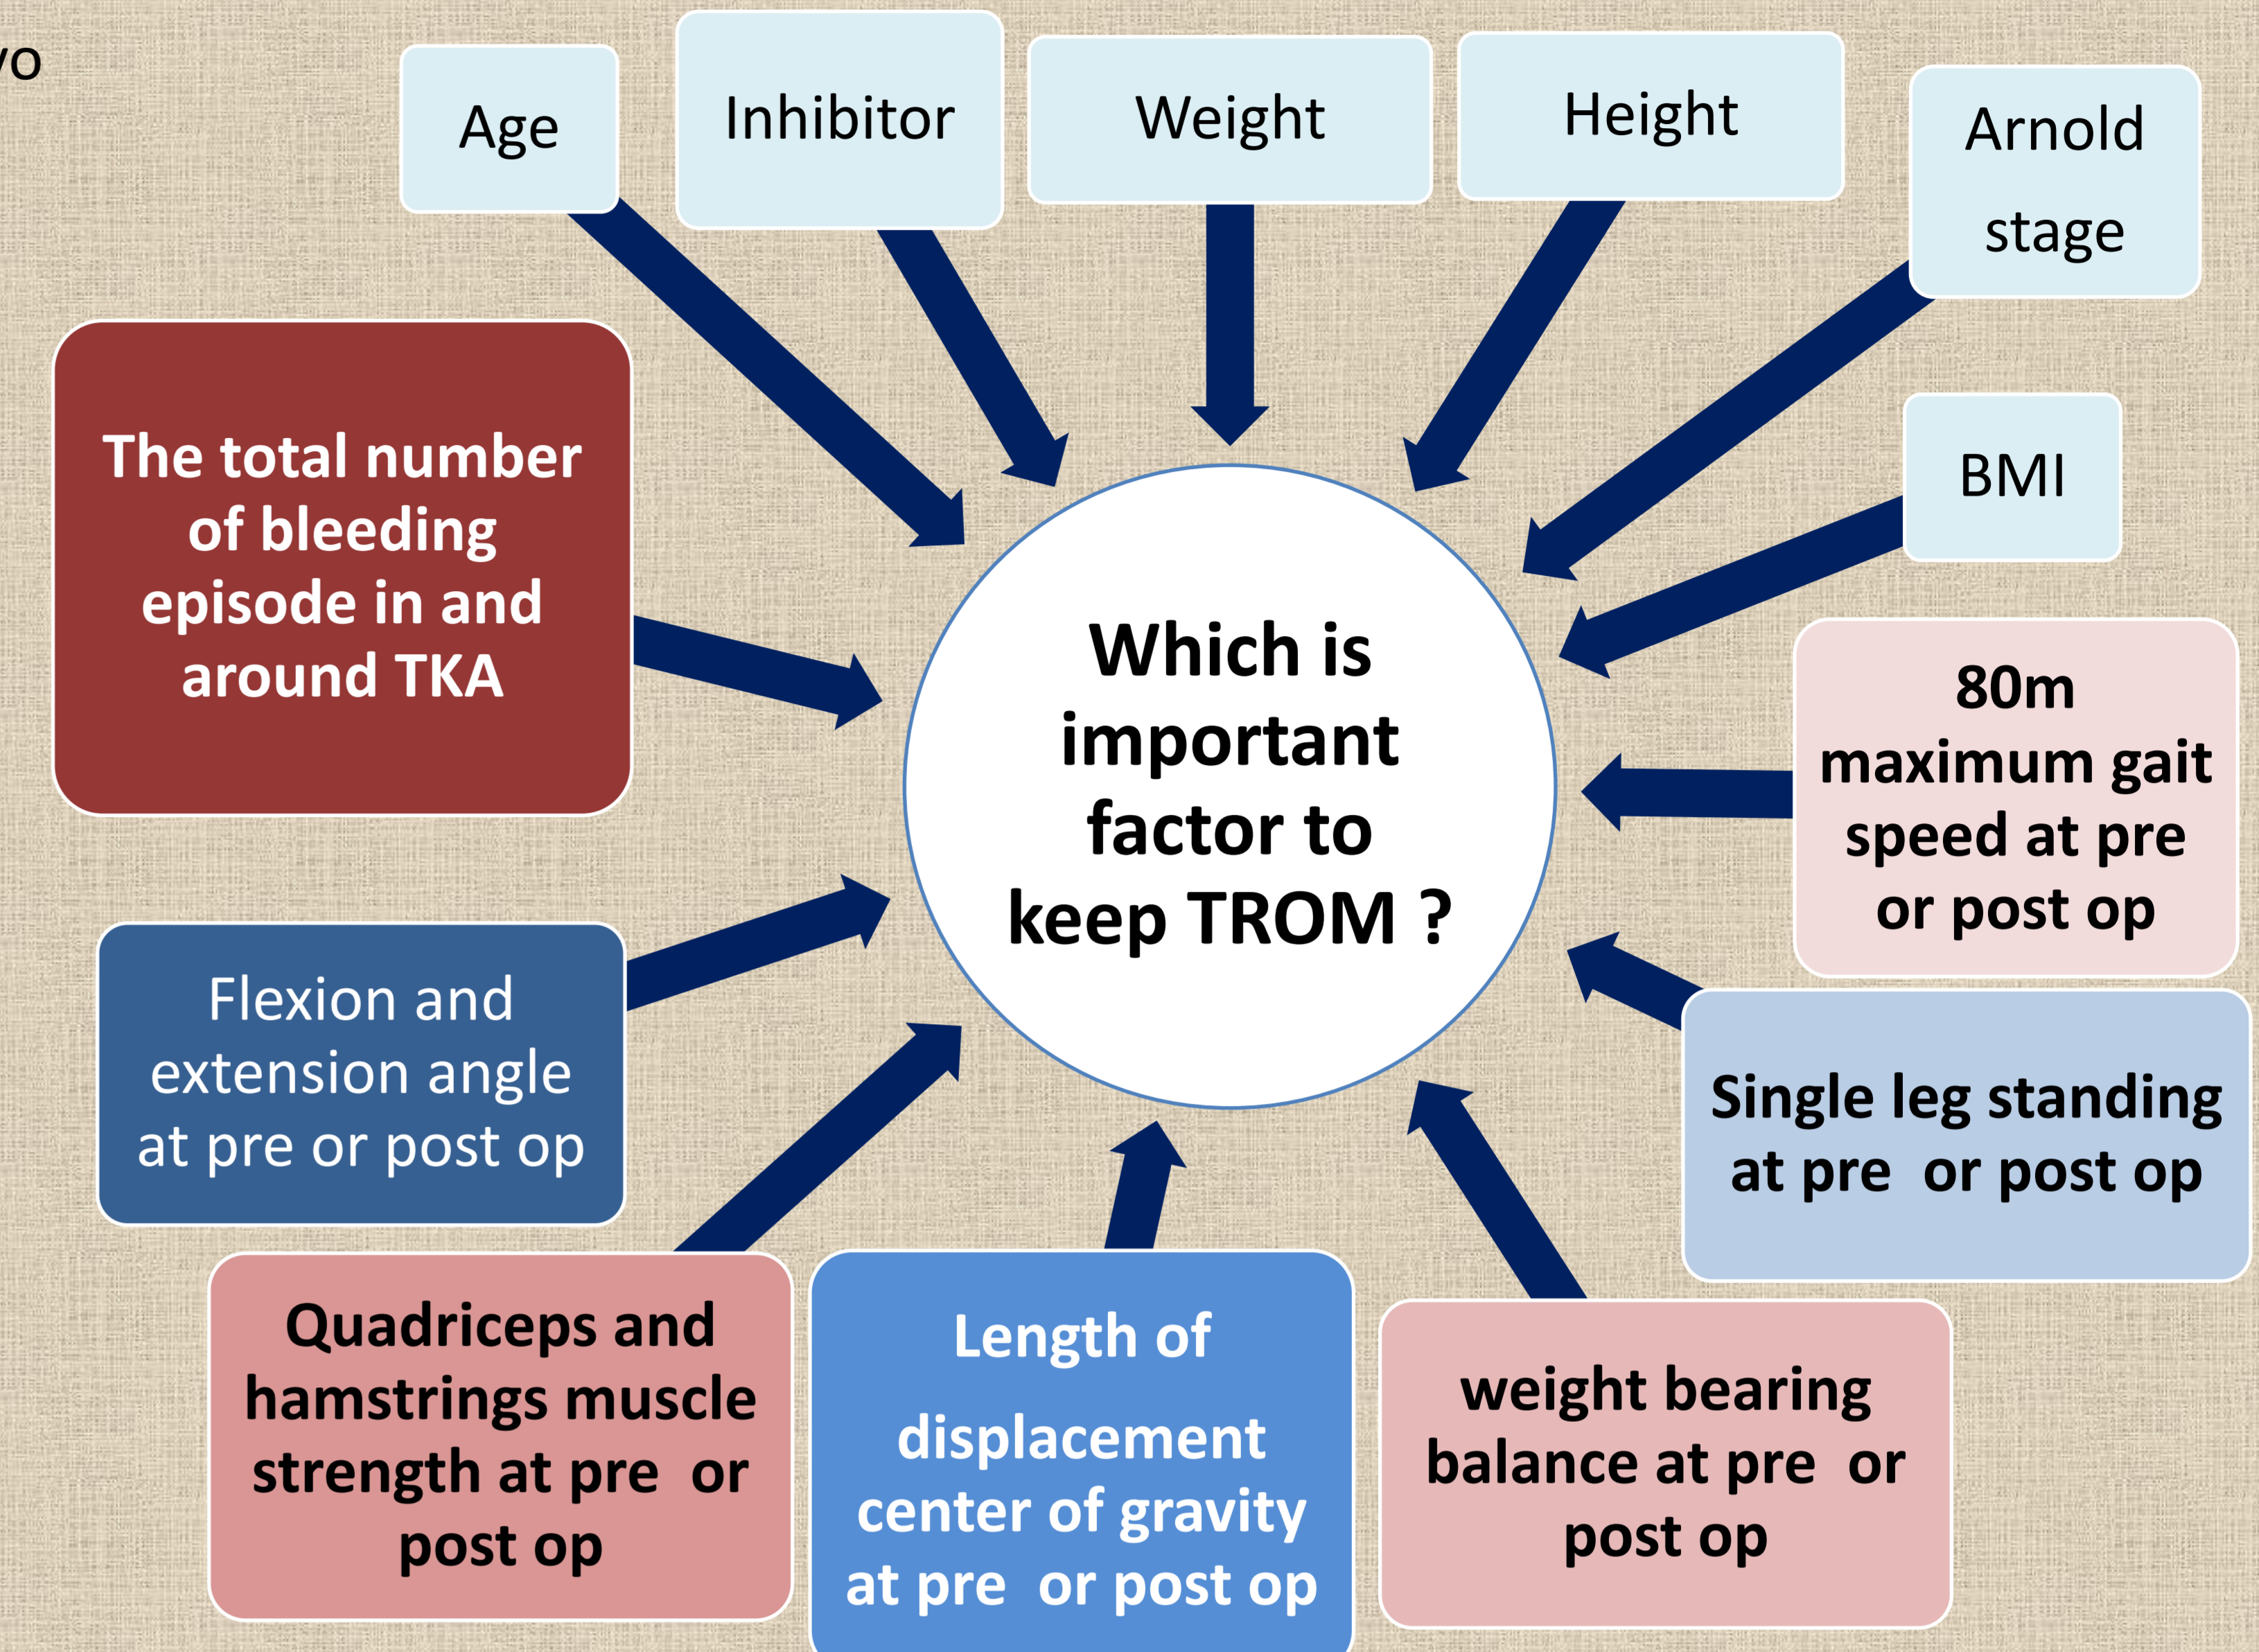 Age
Inhibitor
Weight
Height
Arnold
stage
BMI
The total number
of bleeding
episode in and
around TKA
Which is
important
factor to
keep TROM ?
80m
maximum gait
speed at pre
or post op
Flexion and
extension angle
at pre or post op
Single leg standing
at pre or post op
Quadriceps and
hamstrings muscle
strength at pre or
post op
Length of
displacement
center of gravity
at pre or post op
weight bearing
balance at pre or
post op